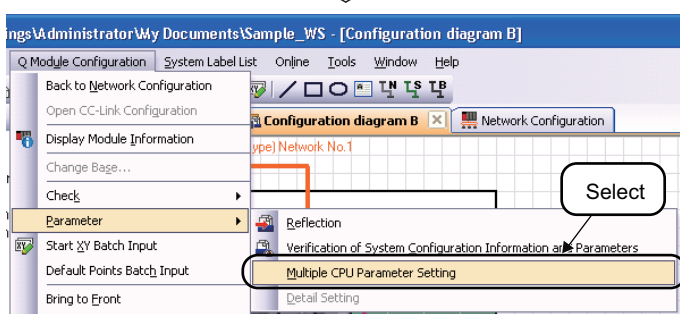 ings\Administrator\My Documents\Sample_WS - [Configuration diagram B]
Q Module Configuration System Label List Online Tools Window Help
Back to Network Configuration
Open CC-Link Configuration
Configuration diagram B Network Configuration
Display Module Information
ype) Network No.1
Change Base...
Check
Select
Parameter
Reflection
Start XY Batch Input
Verification of System Configuration Information and Parameters
Default Points Batch Input
Multiple CPU Parameter Setting
Bring to Front
Detail Setting